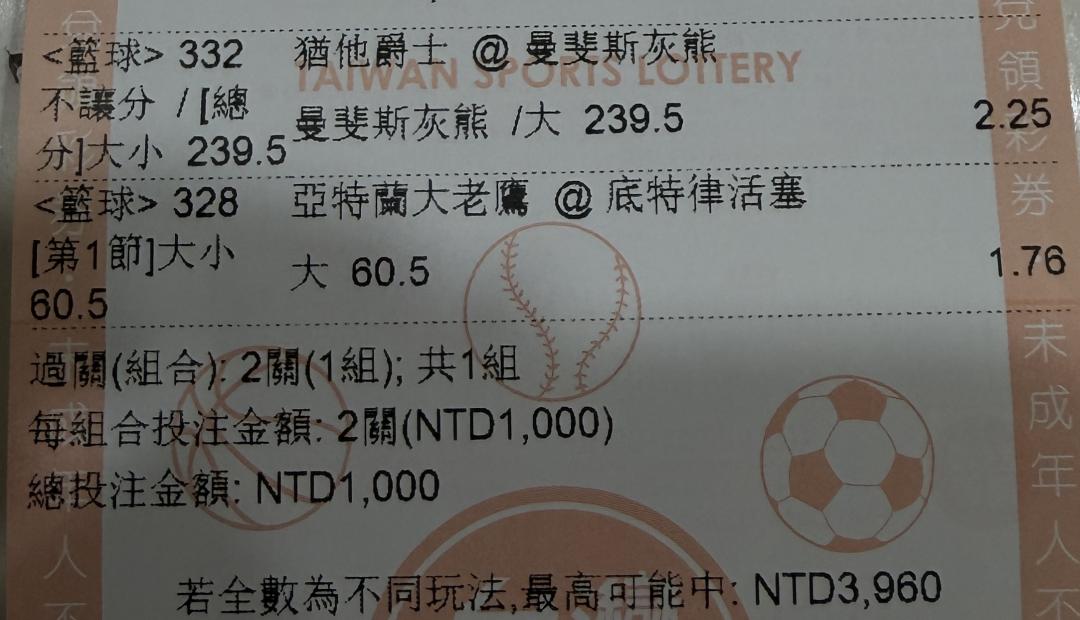 <籃球> 332 猶他爵士 @ 曼斐斯灰熊
TAIWAN SPORTS LOTTERY
不讓分 / [總分]大小 239.5 曼斐斯灰熊 /大 239.5 2.25
<籃球> 328 亞特蘭大老鷹 @ 底特律活塞
[第1節]大小 60.5 大 60.5 1.76
過關(組合): 2關(1組); 共1組
每組合投注金額: 2關(NTD1,000)
總投注金額: NTD1,000
若全數為不同玩法,最高可能中: NTD3,960
兌領彩券
未成年人不